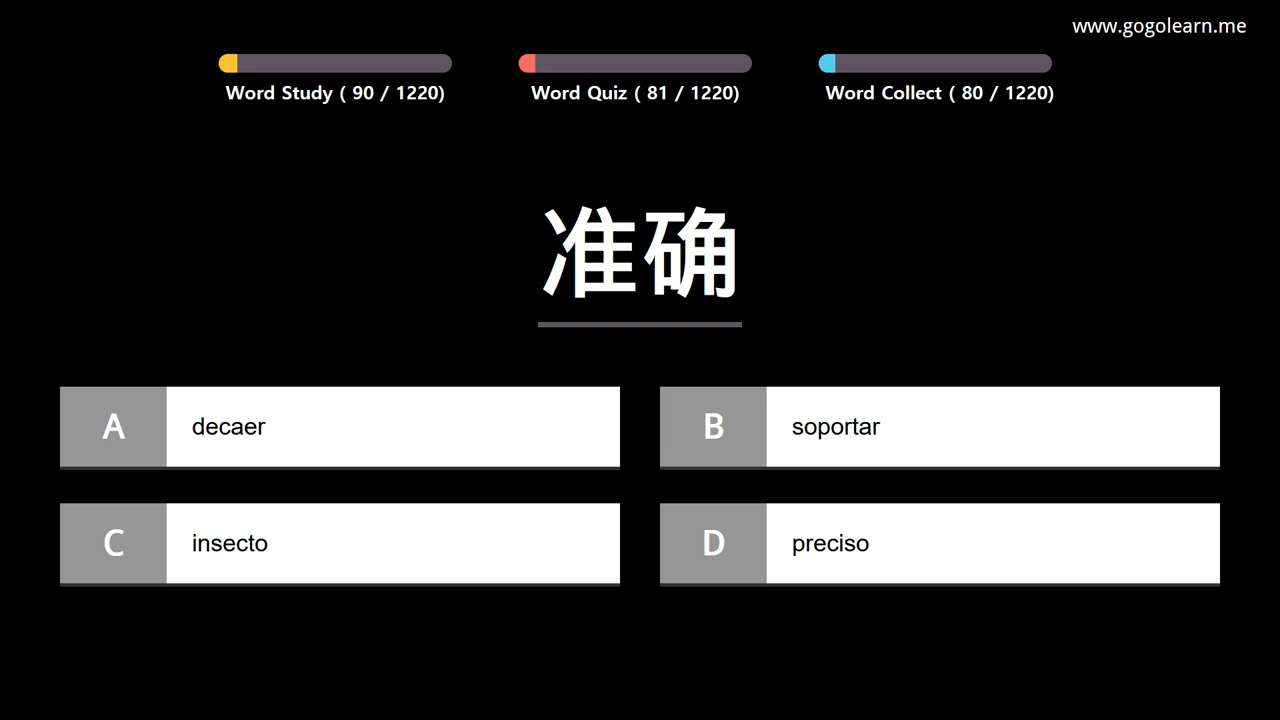 www.gogolearn.me
Word Study ( 90 / 1220)
Word Quiz ( 81 / 1220)
Word Collect ( 80 / 1220)
准确
A decaer
B soportar
C insecto
D preciso